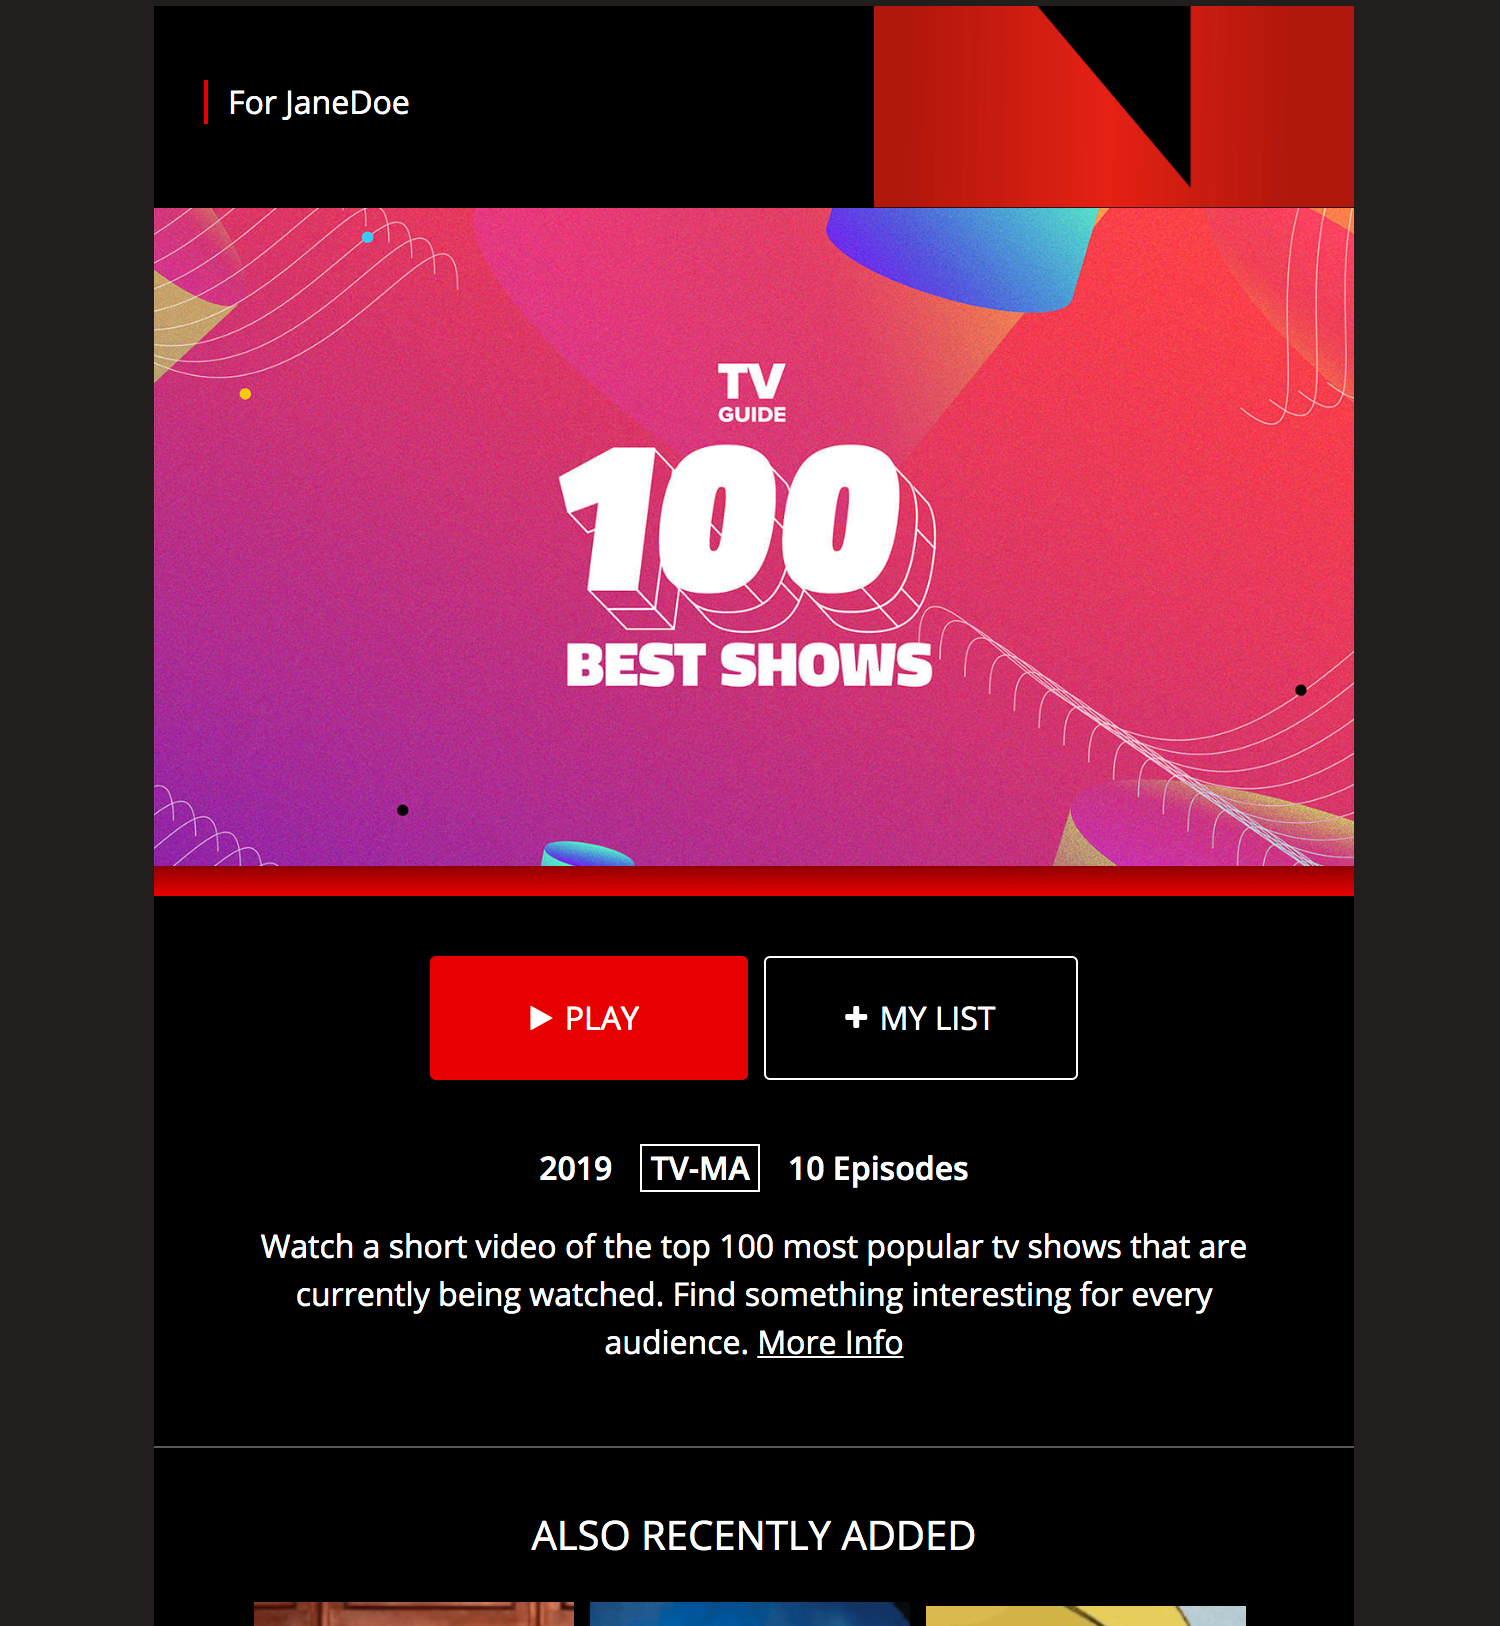 For JaneDoe
TV
GUIDE
100
BEST SHOWS
PLAY
MY LIST
2019 TV-MA 10 Episodes
Watch a short video of the top 100 most popular tv shows that are
currently being watched. Find something interesting for every
audience. More Info
ALSO RECENTLY ADDED